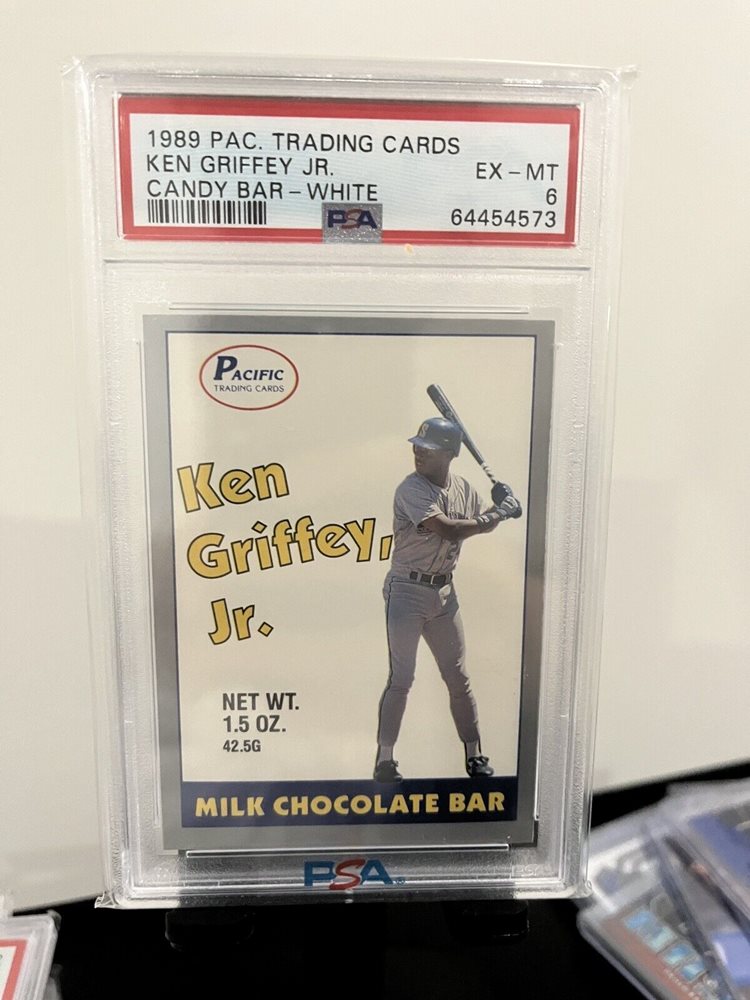 1989 PAC. TRADING CARDS
KEN GRIFFEY JR. EX - MT
CANDY BAR - WHITE 6
PSA 64454573
PACIFIC
TRADING CARDS
Ken
Griffey,
Jr.
NET WT.
1.5 OZ.
42.5G
MILK CHOCOLATE BAR
PSA